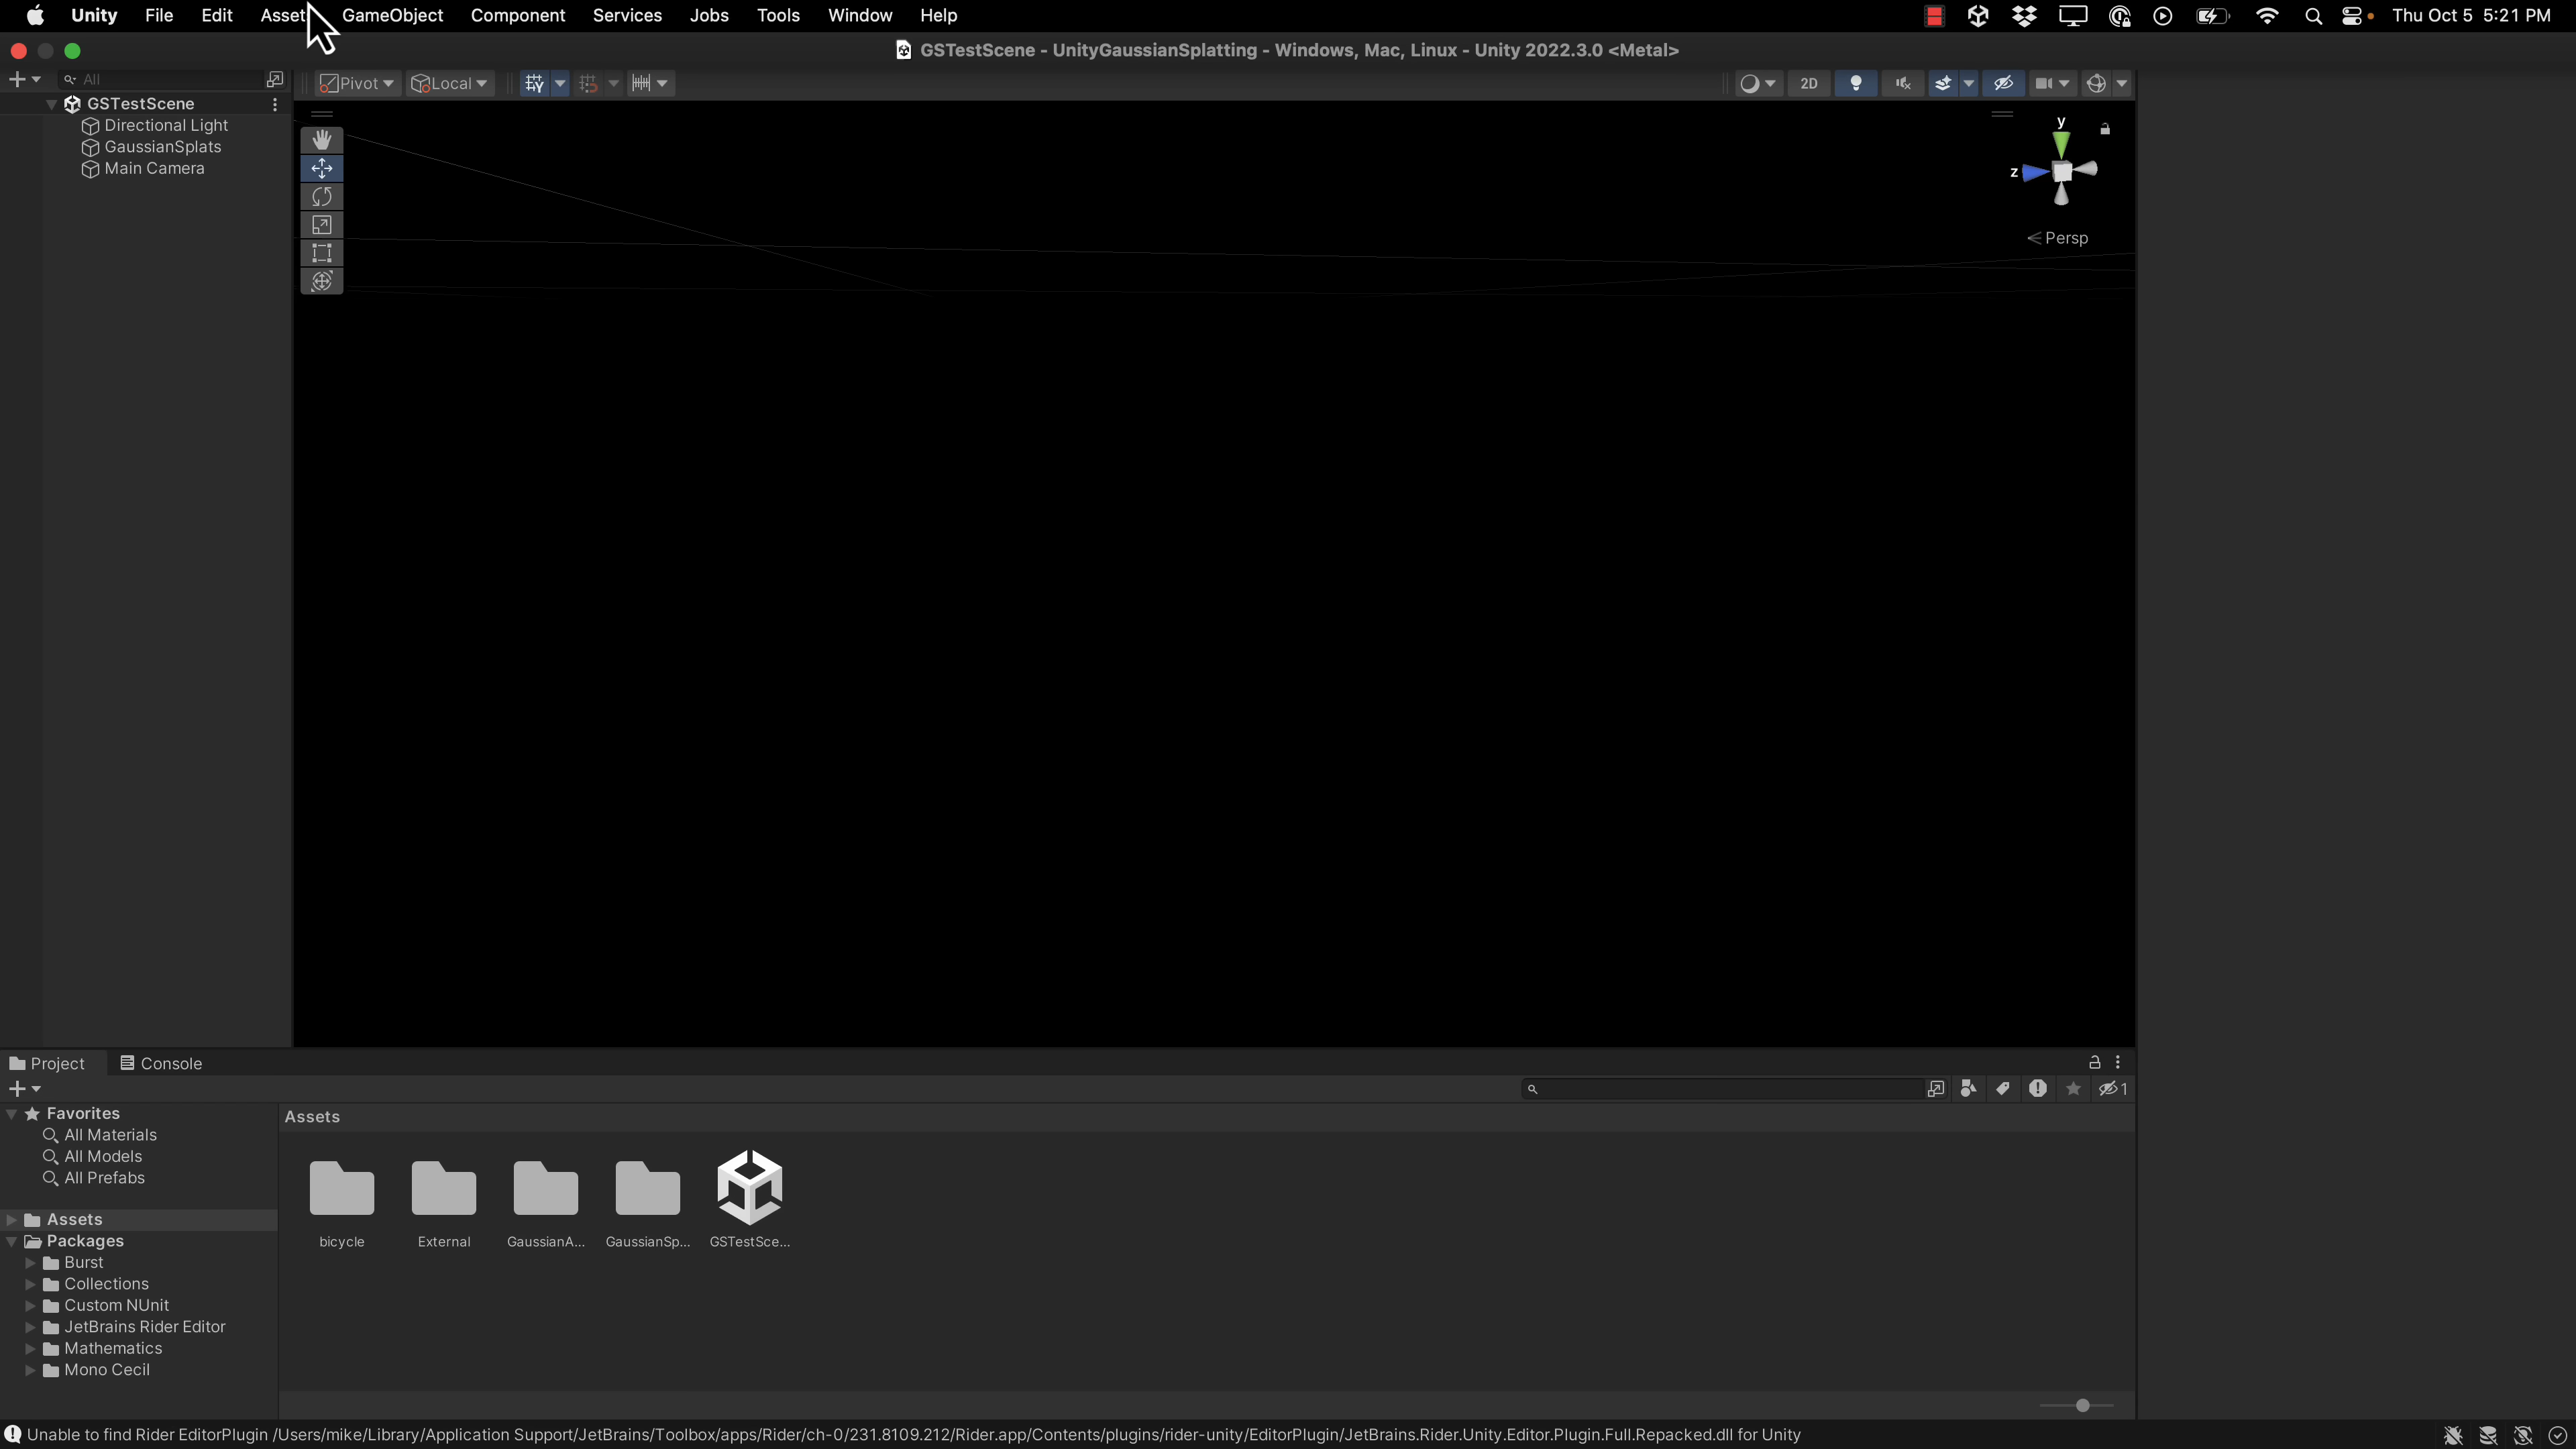 Unity File Edit Asset GameObject Component Services Jobs Tools Window Help Thu Oct 5 5:21 PM
GSTestScene - UnityGaussianSplatting - Windows, Mac, Linux - Unity 2022.3.0 <Metal>
All
Pivot Local 2D
GSTestScene
Directional Light
GaussianSplats
Main Camera
y
z
Persp
Project Console
1
Favorites
All Materials
All Models
All Prefabs
Assets
Packages
Burst
Collections
Custom NUnit
JetBrains Rider Editor
Mathematics
Mono Cecil
Assets
bicycle External GaussianA... GaussianSp... GSTestSce...
Unable to find Rider EditorPlugin /Users/mike/Library/Application Support/JetBrains/Toolbox/apps/Rider/ch-0/231.8109.212/Rider.app/Contents/plugins/rider-unity/EditorPlugin/JetBrains.Rider.Unity.Editor.Plugin.Full.Repacked.dll for Unity